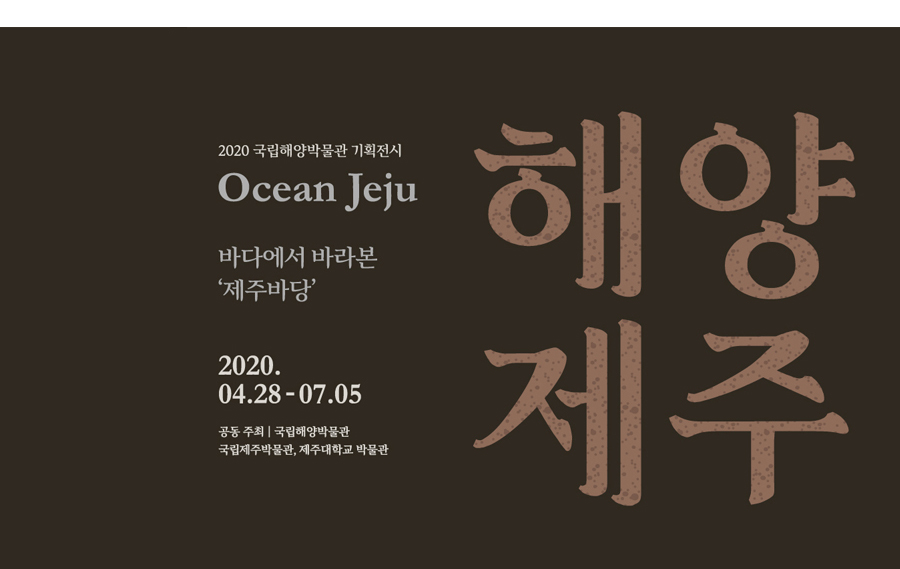 2020 국립해양박물관 기획전시
Ocean Jeju
바다에서 바라본
‘제주바당’
2020.
04.28-07.05
공동 주최 | 국립해양박물관
국립제주박물관, 제주대학교 박물관
해양
제주